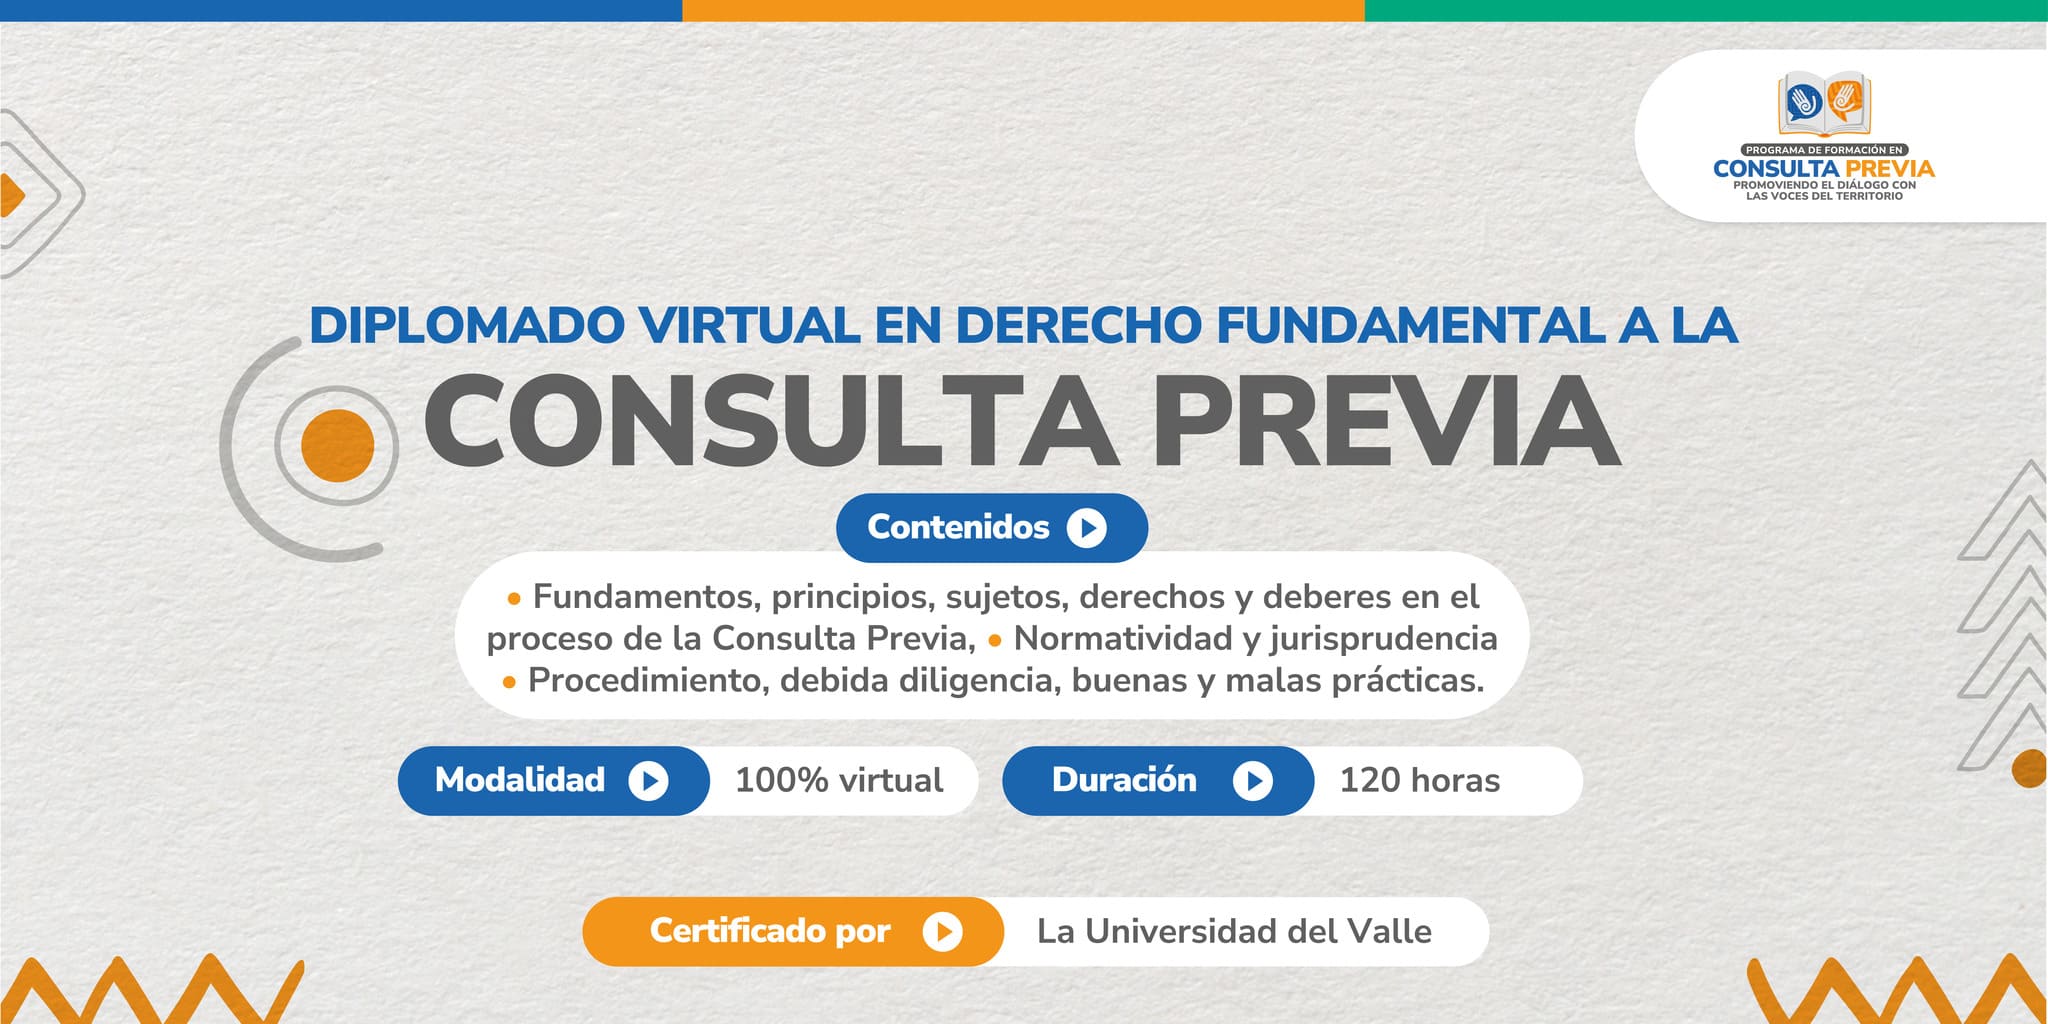 PROGRAMA DE FORMACIÓN EN
CONSULTA PREVIA
PROMOVIENDO EL DIÁLOGO CON
LAS VOCES DEL TERRITORIO
DIPLOMADO VIRTUAL EN DERECHO FUNDAMENTAL A LA
CONSULTA PREVIA
Contenidos
• Fundamentos, principios, sujetos, derechos y deberes en el
proceso de la Consulta Previa, • Normatividad y jurisprudencia
• Procedimiento, debida diligencia, buenas y malas prácticas.
Modalidad 100% virtual
Duración 120 horas
Certificado por La Universidad del Valle